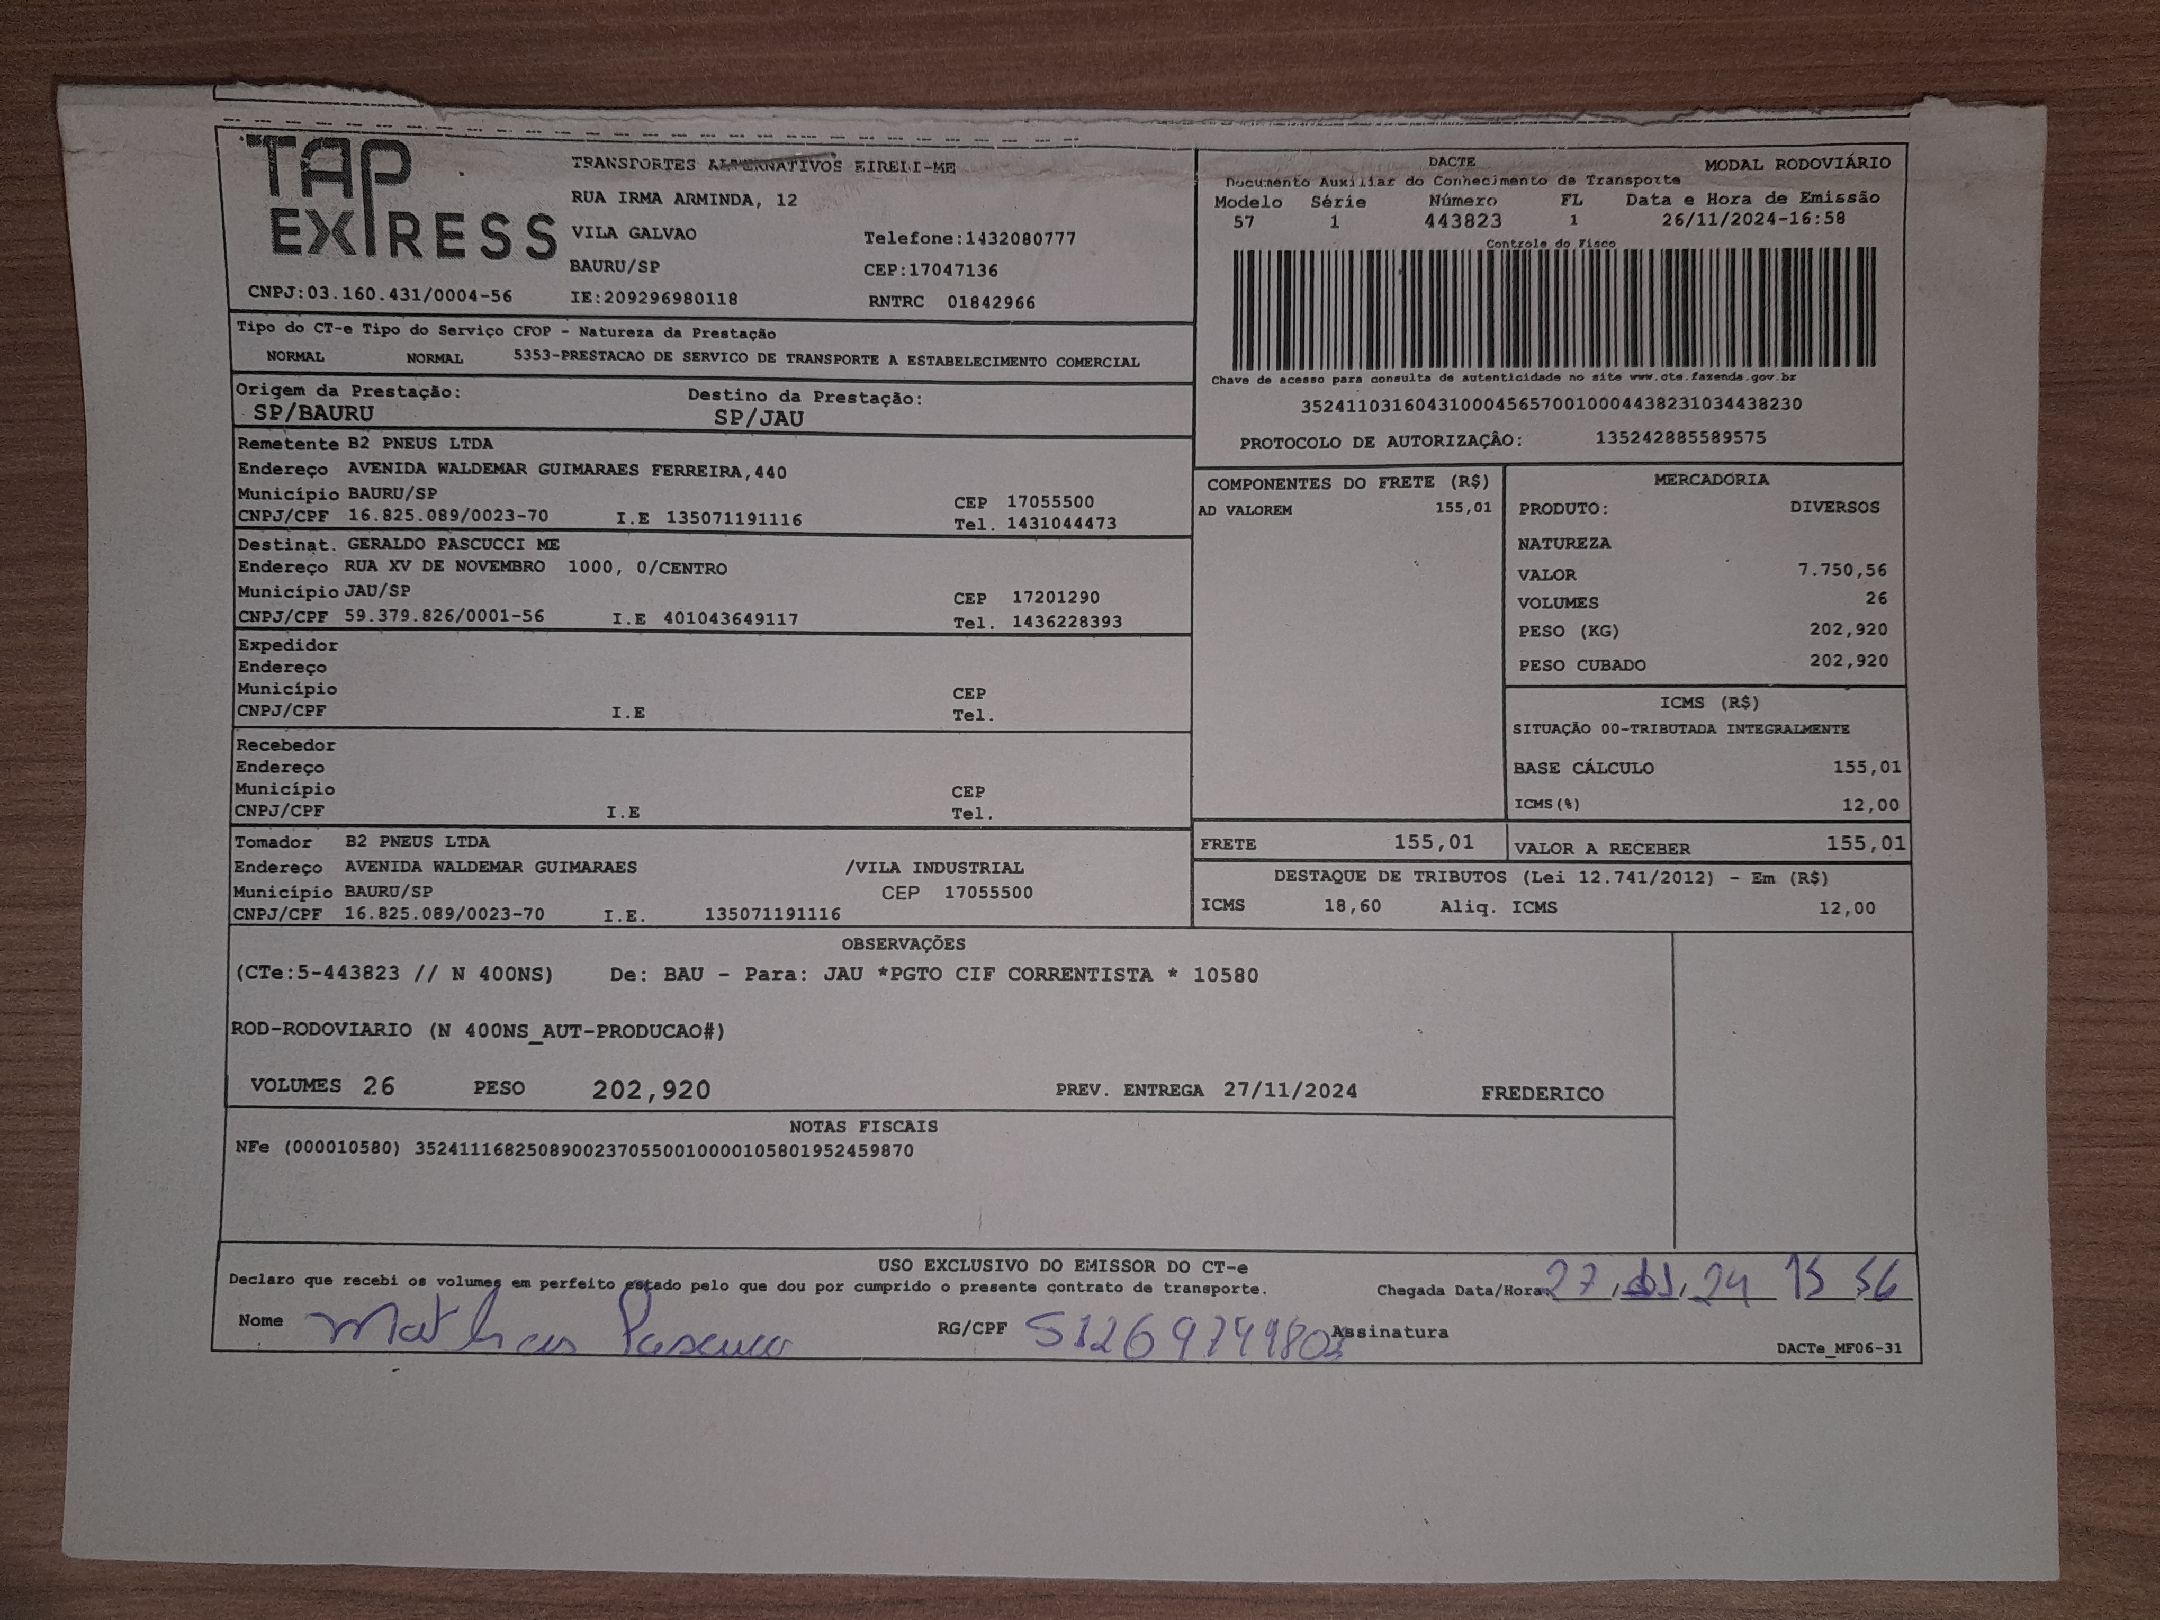 TAP
EXPRESS
TRANSPORTES ALTERNATIVOS EIRELI-ME
RUA IRMA ARMINDA, 12
VILA GALVAO Telefone:1432080777
BAURU/SP CEP:17047136
CNPJ:03.160.431/0004-56 IE:209296980118 RNTRC 01842966
DACTE MODAL RODOVIÁRIO
Documento Auxiliar do Conhecimento de Transporte
Modelo Série Número FL Data e Hora de Emissão
57 1 443823 1 26/11/2024-16:58
Controle do Fisco
Chave de acesso para consulta de autenticidade no site www.cte.fazenda.gov.br
35241103160431000456570010004438231034438230
PROTOCOLO DE AUTORIZAÇÃO: 135242885589575
Tipo do CT-e Tipo do Serviço CFOP - Natureza da Prestação
NORMAL NORMAL 5353-PRESTACAO DE SERVICO DE TRANSPORTE A ESTABELECIMENTO COMERCIAL
Origem da Prestação: Destino da Prestação:
SP/BAURU SP/JAU
Remetente B2 PNEUS LTDA
Endereço AVENIDA WALDEMAR GUIMARAES FERREIRA,440
Município BAURU/SP CEP 17055500
CNPJ/CPF 16.825.089/0023-70 I.E 135071191116 Tel. 1431044473
Destinat. GERALDO PASCUCCI ME
Endereço RUA XV DE NOVEMBRO 1000, 0/CENTRO
Município JAU/SP CEP 17201290
CNPJ/CPF 59.379.826/0001-56 I.E 401043649117 Tel. 1436228393
Expedidor
Endereço
Município CEP
CNPJ/CPF I.E Tel.
Recebedor
Endereço
Município CEP
CNPJ/CPF I.E Tel.
Tomador B2 PNEUS LTDA
Endereço AVENIDA WALDEMAR GUIMARAES /VILA INDUSTRIAL
Município BAURU/SP CEP 17055500
CNPJ/CPF 16.825.089/0023-70 I.E. 135071191116
COMPONENTES DO FRETE (R$)
AD VALOREM 155,01
MERCADORIA
PRODUTO: DIVERSOS
NATUREZA
VALOR 7.750,56
VOLUMES 26
PESO (KG) 202,920
PESO CUBADO 202,920
ICMS (R$)
SITUAÇÃO 00-TRIBUTADA INTEGRALMENTE
BASE CÁLCULO 155,01
ICMS(%) 12,00
FRETE 155,01 VALOR A RECEBER 155,01
DESTAQUE DE TRIBUTOS (Lei 12.741/2012) - Em (R$)
ICMS 18,60 Aliq. ICMS 12,00
OBSERVAÇÕES
(CTe:5-443823 // N 400NS) De: BAU - Para: JAU *PGTO CIF CORRENTISTA * 10580
ROD-RODOVIARIO (N 400NS_AUT-PRODUCAO#)
VOLUMES 26 PESO 202,920 PREV. ENTREGA 27/11/2024 FREDERICO
NOTAS FISCAIS
NFe (000010580) 35241116825089002370550010000105801952459870
USO EXCLUSIVO DO EMISSOR DO CT-e
Declaro que recebi os volumes em perfeito estado pelo que dou por cumprido o presente contrato de transporte. Chegada Data/Hora 27 24 15 56
Nome RG/CPF Assinatura
DACTe_MF06-31